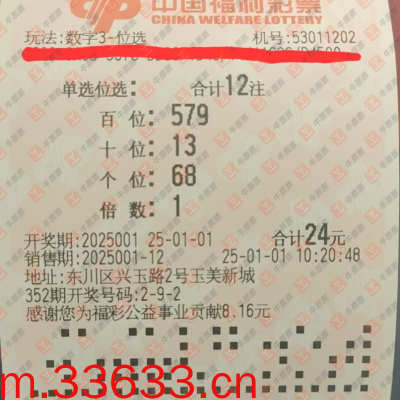 中国福利彩票
CHINA WELFARE LOTTERY
玩法:数字3-位选 机号:53011202
单选位选: 合计12注
百 位: 579
十 位: 13
个 位: 68
倍 数: 1
开奖期:2025001 25-01-01 合计24元
销售期:2025001-12 25-01-01 10:20:48
地址:东川区兴玉路2号玉美新城
352期开奖号码:2-9-2
感谢您为福彩公益事业贡献8.16元
m.33633.cn